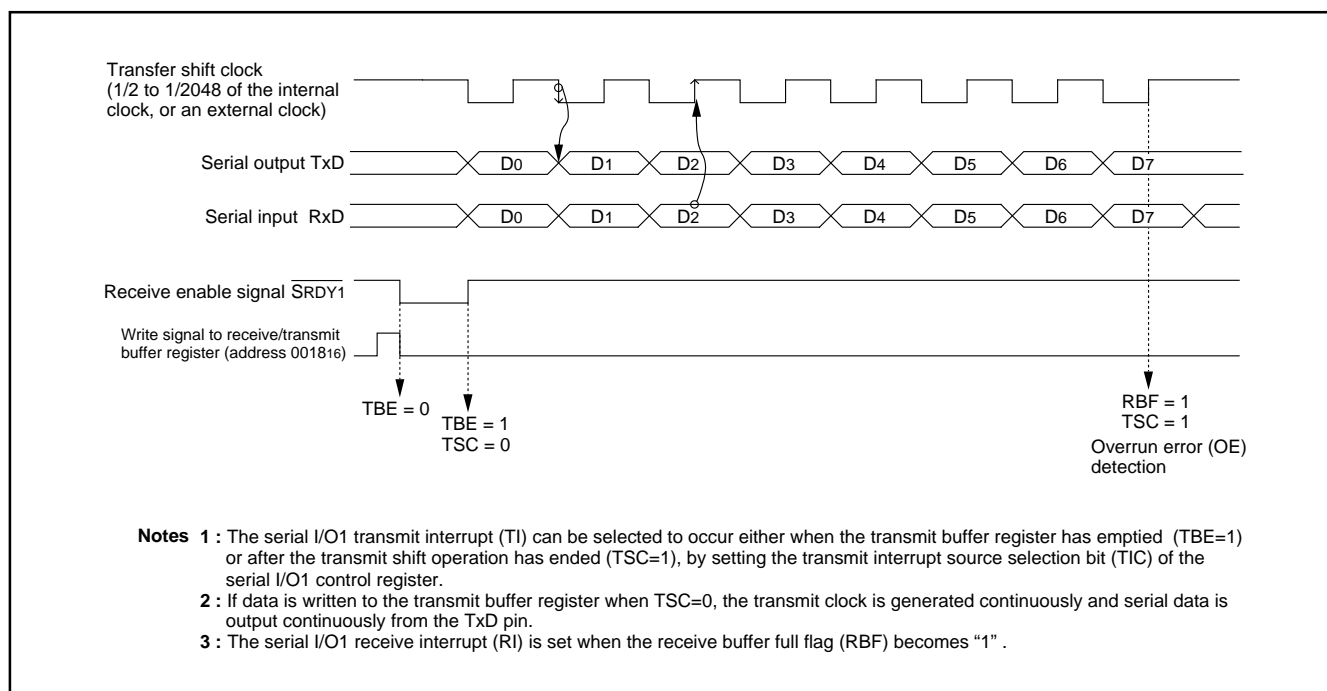 Transfer shift clock
(1/2 to 1/2048 of the internal
clock, or an external clock)
Serial output TxD
D0 D1 D2 D3 D4 D5 D6 D7
Serial input RxD
D0 D1 D2 D3 D4 D5 D6 D7
Receive enable signal SRDY1
Write signal to receive/transmit
buffer register (address 001816)
TBE = 0
TBE = 1
TSC = 0
RBF = 1
TSC = 1
Overrun error (OE)
detection
Notes 1 : The serial I/O1 transmit interrupt (TI) can be selected to occur either when the transmit buffer register has emptied (TBE=1)
or after the transmit shift operation has ended (TSC=1), by setting the transmit interrupt source selection bit (TIC) of the
serial I/O1 control register.
2 : If data is written to the transmit buffer register when TSC=0, the transmit clock is generated continuously and serial data is
output continuously from the TxD pin.
3 : The serial I/O1 receive interrupt (RI) is set when the receive buffer full flag (RBF) becomes “1” .